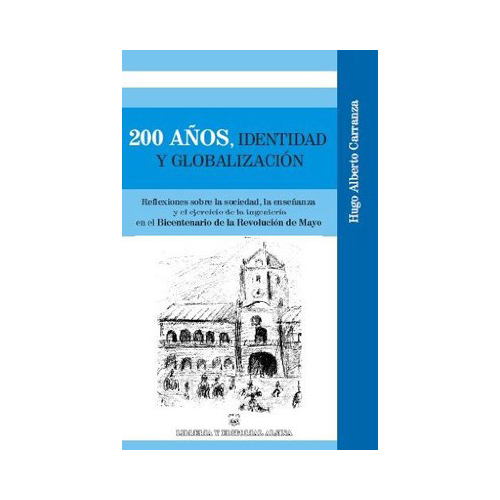 200 AÑOS, IDENTIDAD
Y GLOBALIZACIÓN
Reflexiones sobre la sociedad, la enseñanza
y el ejercicio de la ingeniería
en el Bicentenario de la Revolución de Mayo
Hugo Alberto Carranza
LIBRERIA Y EDITORIAL ALSINA